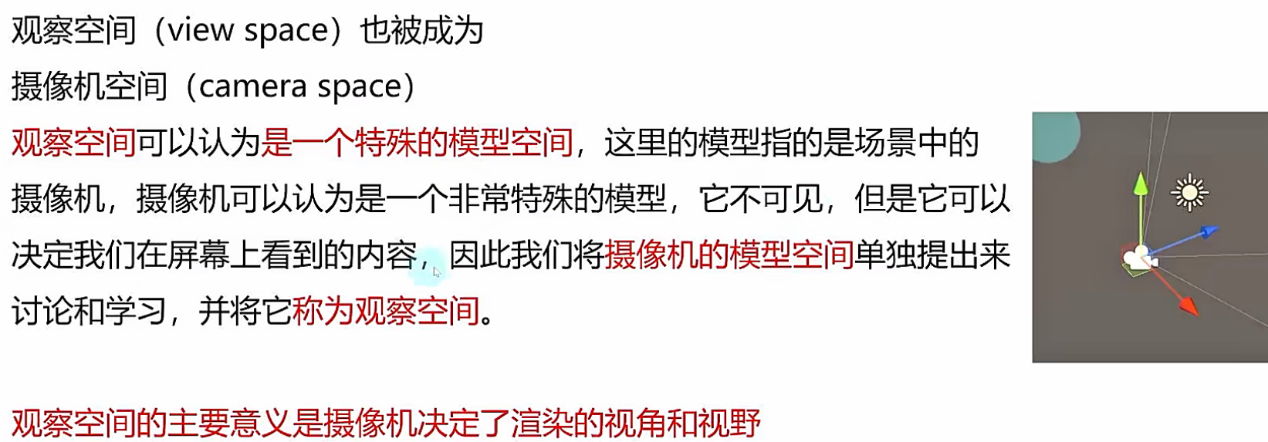 观察空间（view space）也被成为
摄像机空间（camera space）
观察空间可以认为是一个特殊的模型空间，这里的模型指的是场景中的
摄像机，摄像机可以认为是一个非常特殊的模型，它不可见，但是它可以
决定我们在屏幕上看到的内容，因此我们将摄像机的模型空间单独提出来
讨论和学习，并将它称为观察空间。
观察空间的主要意义是摄像机决定了渲染的视角和视野